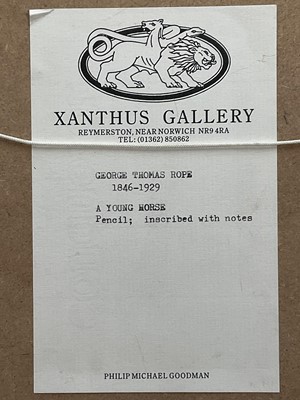 XANTHUS GALLERY
REYMERSTON, NEAR NORWICH NR9 4RA
TEL: (01362) 850862
GEORGE THOMAS ROPE
1846-1929
A YOUNG HORSE
Pencil; inscribed with notes
PHILIP MICHAEL GOODMAN